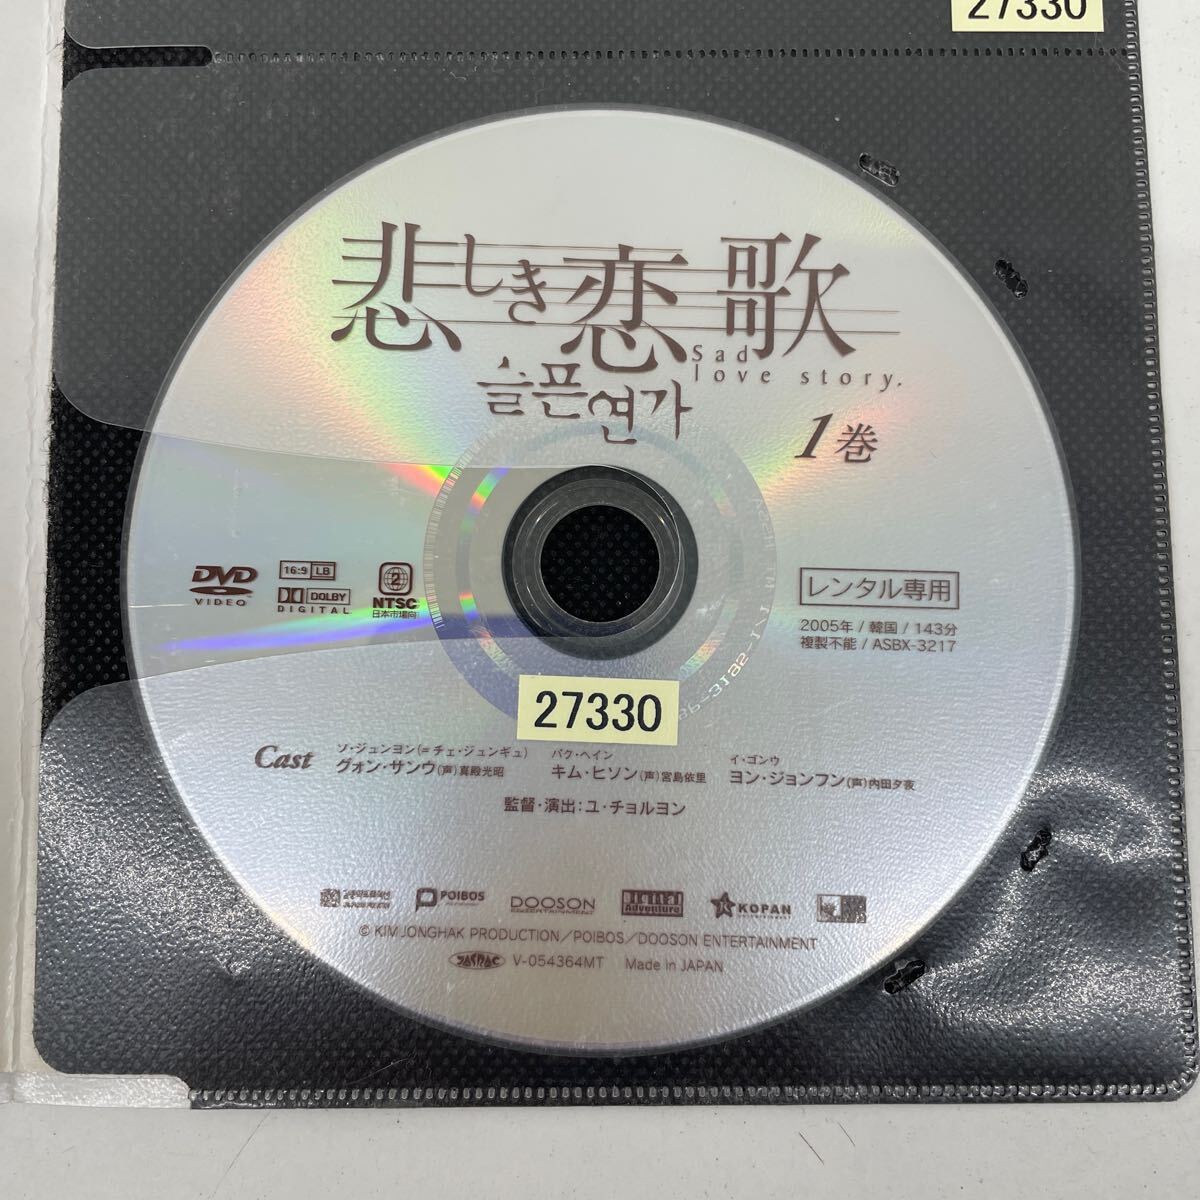 27330
悲しき恋歌
Sad
love story.
슬픈연가
1巻
DVD
VIDEO
16:9 LB
DOLBY
DIGITAL
2
NTSC
日本市場向
レンタル専用
2005年 / 韓国 / 143分
複製不能 / ASBX-3217
27330
Cast
ソ・ジュンヨン(=チェ・ジュンギュ)
グォン・サンウ(声)真殿光昭
パク・ヘイン
キム・ヒソン(声)宮島依里
イ・ゴンウ
ヨン・ジョンフン(声)内田夕夜
監督・演出:ユ・チョルヨン
POIBOS
DOOSON
ENTERTAINMENT
Adventure
KOPAN
© KIM JONGHAK PRODUCTION/POIBOS/DOOSON ENTERTAINMENT
JASRAC V-054364MT Made in JAPAN